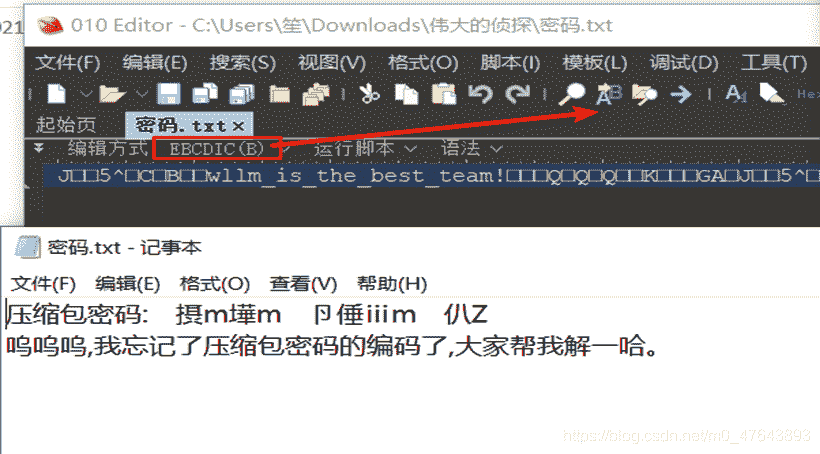 021
010 Editor - C:\Users\笙\Downloads\伟大的侦探\密码.txt
文件(F) 编辑(E) 搜索(S) 视图(V) 格式(O) 脚本(I) 模板(L) 调试(D) 工具(T)
He
起始页 密码.txt ×
编辑方式 EBCDIC(B) 运行脚本 语法
J□□5^□C□B□□wllm_is_the_best_team!□□□Q□Q□Q□□K□□□GA□J□□5^□
密码.txt - 记事本
文件(F) 编辑(E) 格式(O) 查看(V) 帮助(H)
压缩包密码: 摂m墷m 卪倕iiim 仈Z
呜呜呜,我忘记了压缩包密码的编码了,大家帮我解一哈。
https://blog.csdn.net/m0_47643893